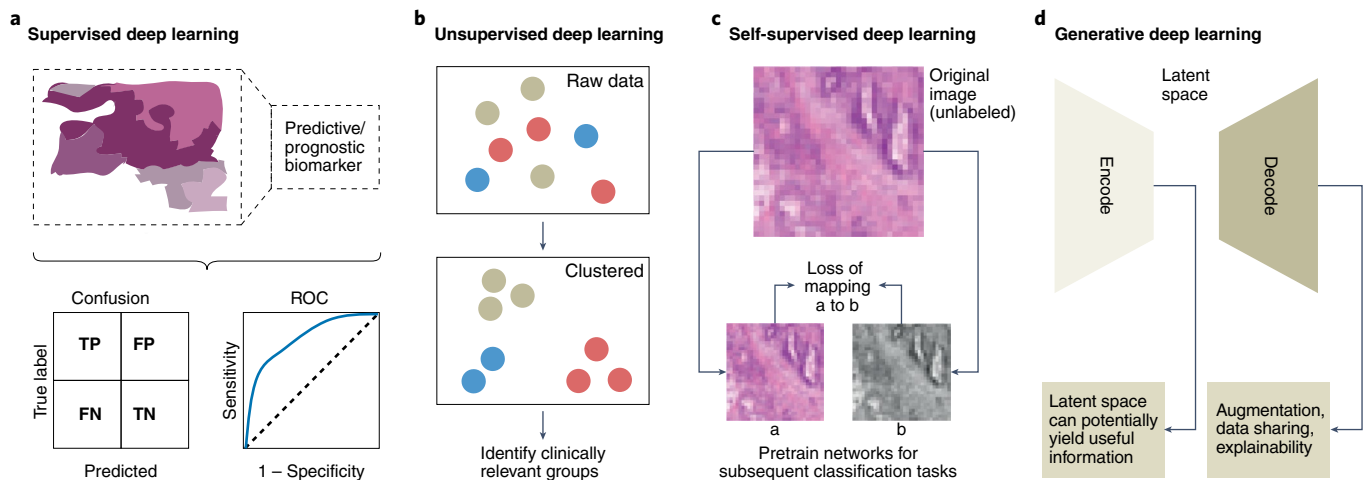 a
Supervised deep learning
Predictive/
prognostic
biomarker
Confusion
True label
TP
FP
FN
TN
Predicted
ROC
Sensitivity
1 – Specificity
b
Unsupervised deep learning
Raw data
Clustered
Identify clinically
relevant groups
c
Self-supervised deep learning
Original
image
(unlabeled)
Loss of
mapping
a to b
a
b
Pretrain networks for
subsequent classification tasks
d
Generative deep learning
Latent
space
Encode
Decode
Latent space
can potentially
yield useful
information
Augmentation,
data sharing,
explainability